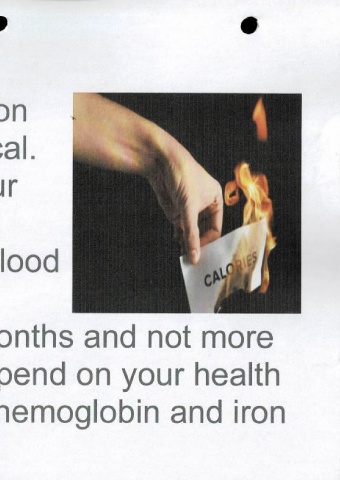 on
cal.
ur
lood
CALORIES
onths and not more
pend on your health
hemoglobin and iron